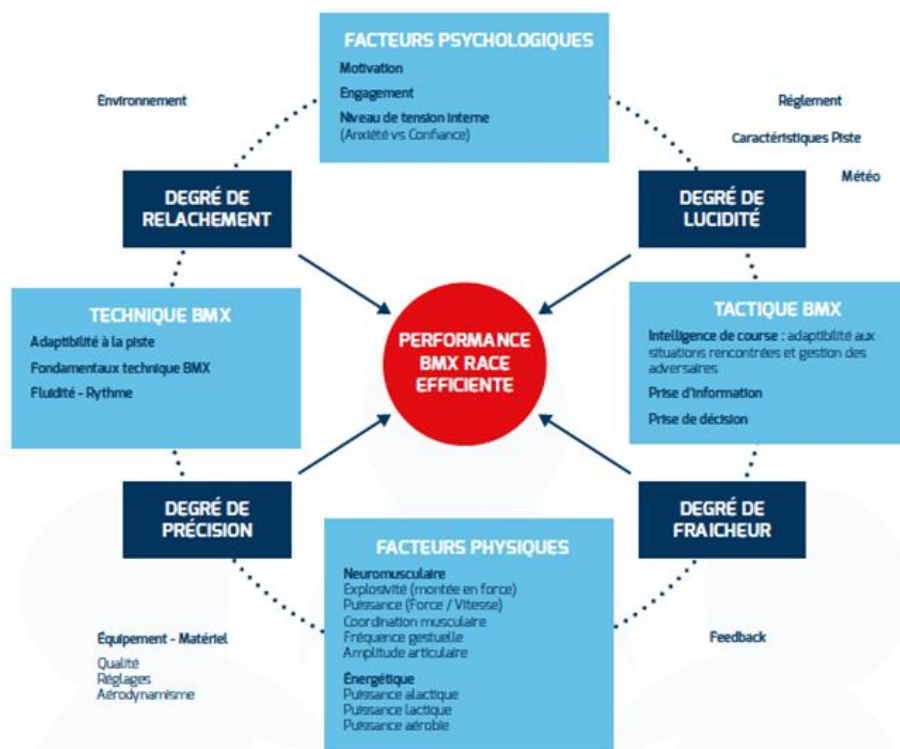 FACTEURS PSYCHOLOGIQUES
Motivation
Engagement
Niveau de tension interne
(Anxiété vs Confiance)
Environnement
Réglement
Caractéristiques Piste
Météo
DEGRÉ DE
RELACHEMENT
DEGRÉ DE
LUCIDITÉ
TECHNIQUE BMX
Adaptibilité à la piste
Fondamentaux technique BMX
Fluidité - Rythme
PERFORMANCE
BMX RACE
EFFICIENTE
TACTIQUE BMX
Intelligence de course : adaptibilité aux
situations rencontrées et gestion des
adversaires
Prise d'information
Prise de décision
DEGRÉ DE
PRÉCISION
DEGRÉ DE
FRAICHEUR
FACTEURS PHYSIQUES
Neuromusculaire
Explosivité (montée en force)
Puissance (Force / Vitesse)
Coordination musculaire
Fréquence gestuelle
Amplitude articulaire
Énergétique
Puissance alactique
Puissance lactique
Puissance aérobie
Équipement - Matériel
Qualité
Réglages
Aérodynamisme
Feedback